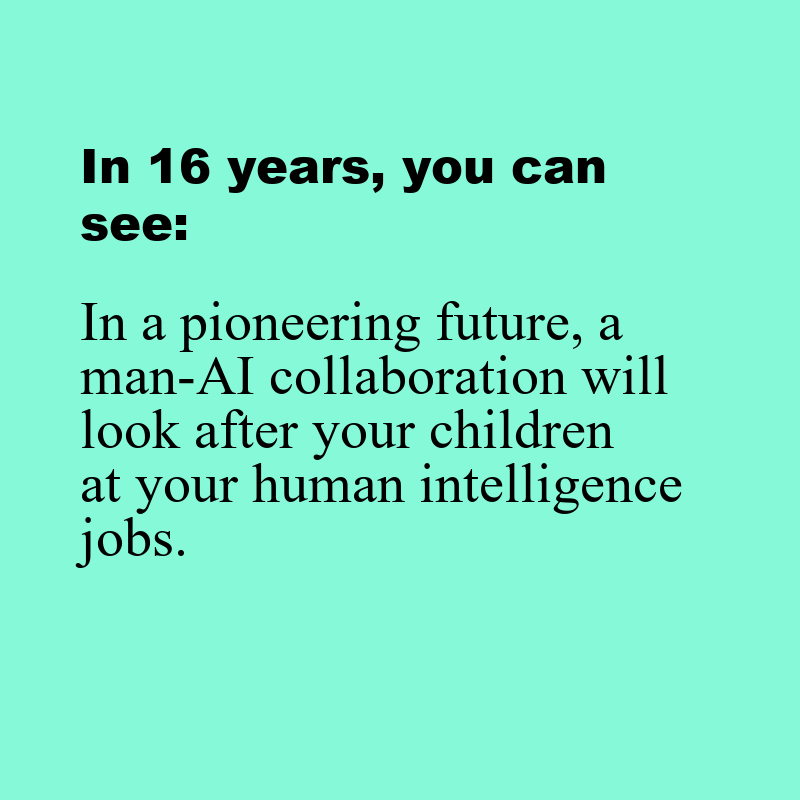 In 16 years, you can
see:
In a pioneering future, a
man-AI collaboration will
look after your children
at your human intelligence
jobs.